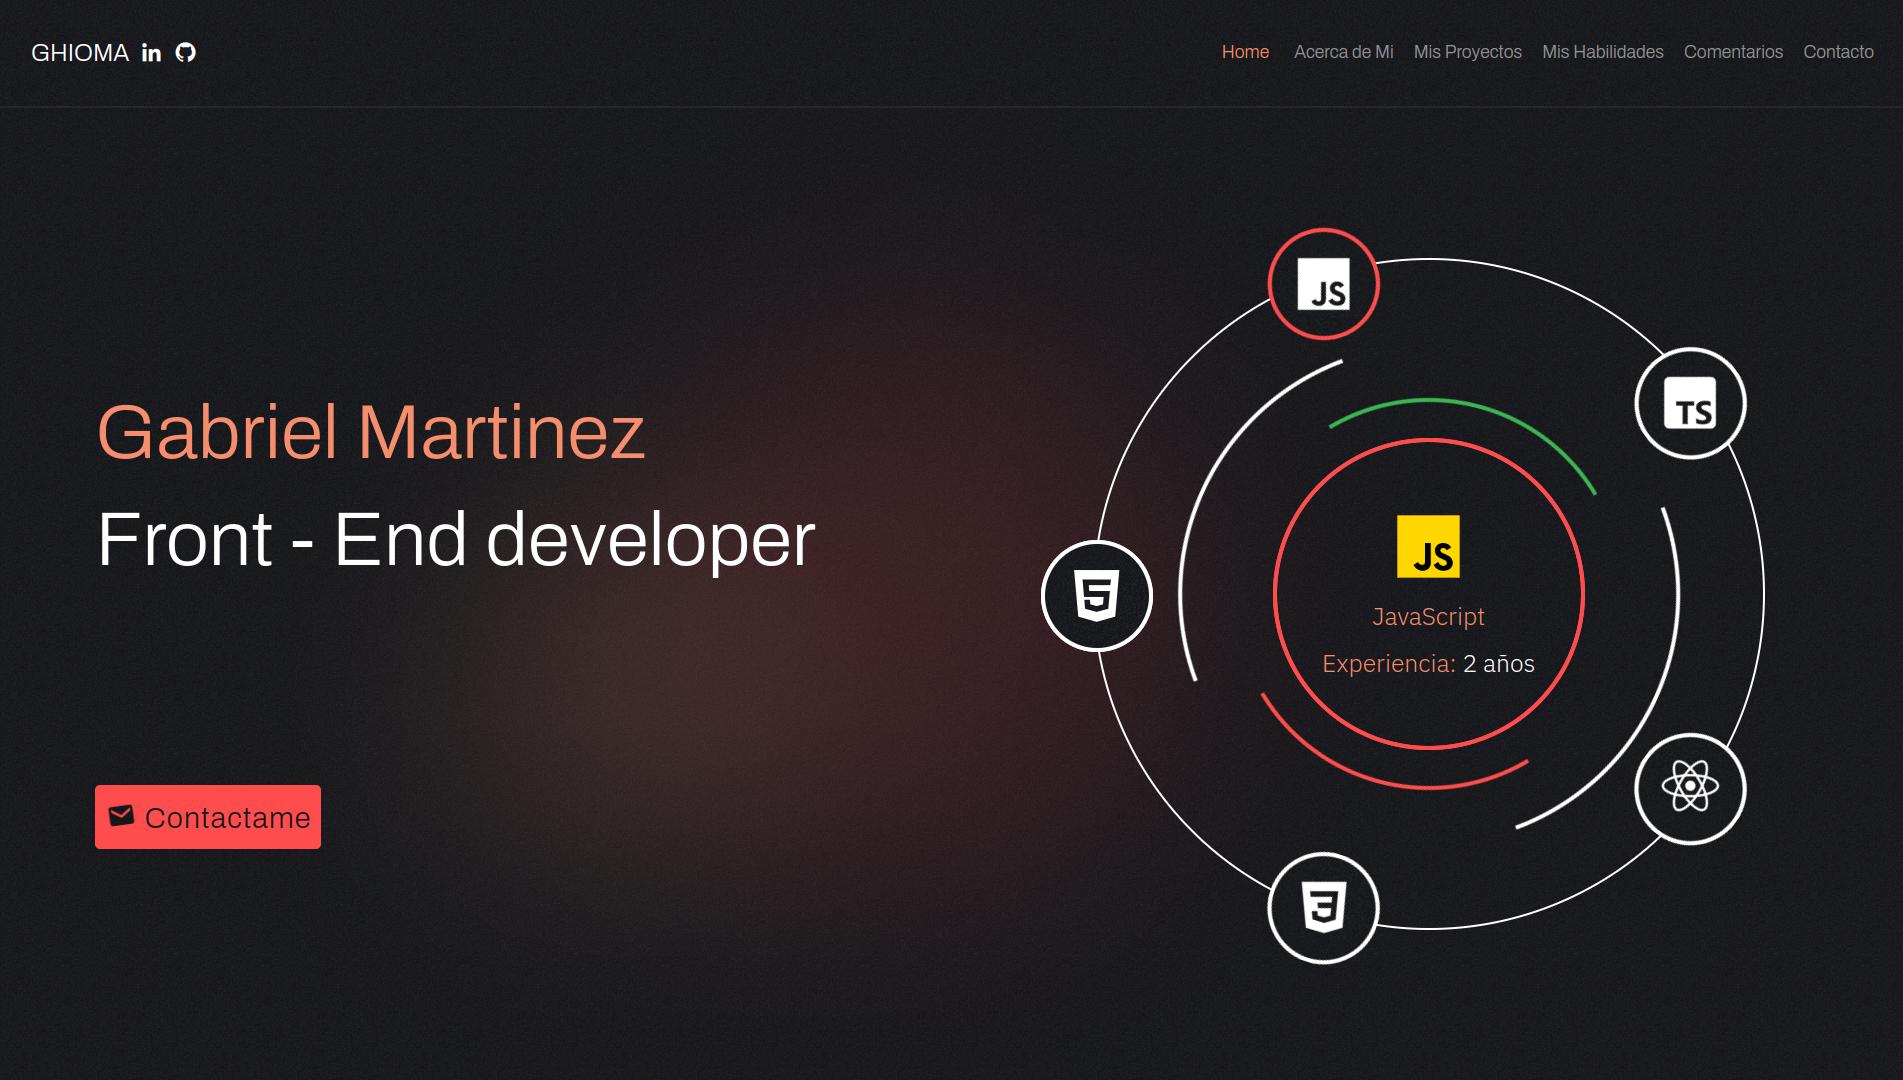 GHIOMA in
Home Acerca de Mi Mis Proyectos Mis Habilidades Comentarios Contacto
JS
TS
Gabriel Martinez
Front - End developer
JS
5
JavaScript
Experiencia: 2 años
Contactame
3